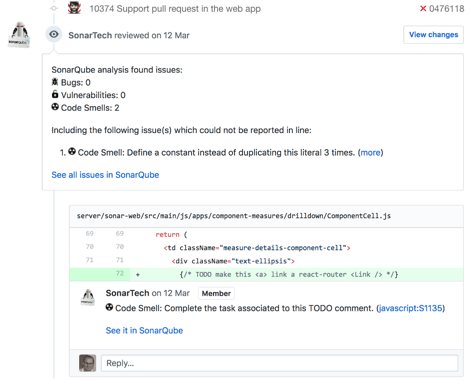 10374 Support pull request in the web app
0476118
SonarTech reviewed on 12 Mar
View changes
SonarQube analysis found issues:
Bugs: 0
Vulnerabilities: 0
Code Smells: 2
Including the following issue(s) which could not be reported in line:
1. Code Smell: Define a constant instead of duplicating this literal 3 times. (more)
See all issues in SonarQube
server/sonar-web/src/main/js/apps/component-measures/drilldown/ComponentCell.js
69 69 return (
70 70 <td className="measure-details-component-cell">
71 71 <div className="text-ellipsis">
72 + {/* TODO make this <a> link a react-router <Link /> */}
SonarTech on 12 Mar Member
Code Smell: Complete the task associated to this TODO comment. (javascript:S1135)
See it in SonarQube
Reply...